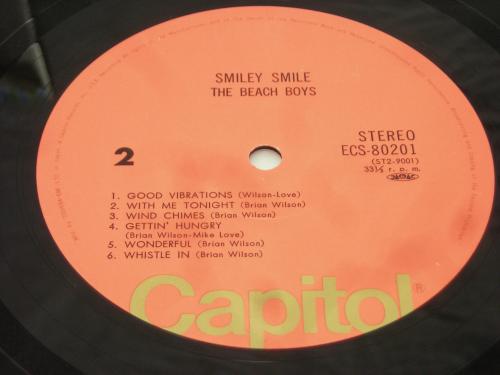 SMILEY SMILE
THE BEACH BOYS
2
STEREO
ECS-80201
(ST2-9001)
33⅓ r. p. m.
1. GOOD VIBRATIONS (Wilson-Love)
2. WITH ME TONIGHT (Brian Wilson)
3. WIND CHIMES (Brian Wilson)
4. GETTIN' HUNGRY
(Brian Wilson-Mike Love)
5. WONDERFUL (Brian Wilson)
6. WHISTLE IN (Brian Wilson)
Capitol®